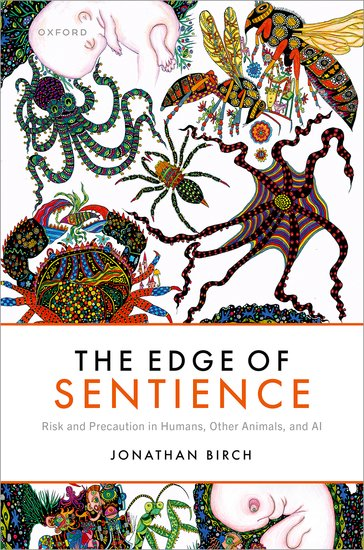 OXFORD
THE EDGE OF
SENTIENCE
Risk and Precaution in Humans, Other Animals, and AI
JONATHAN BIRCH